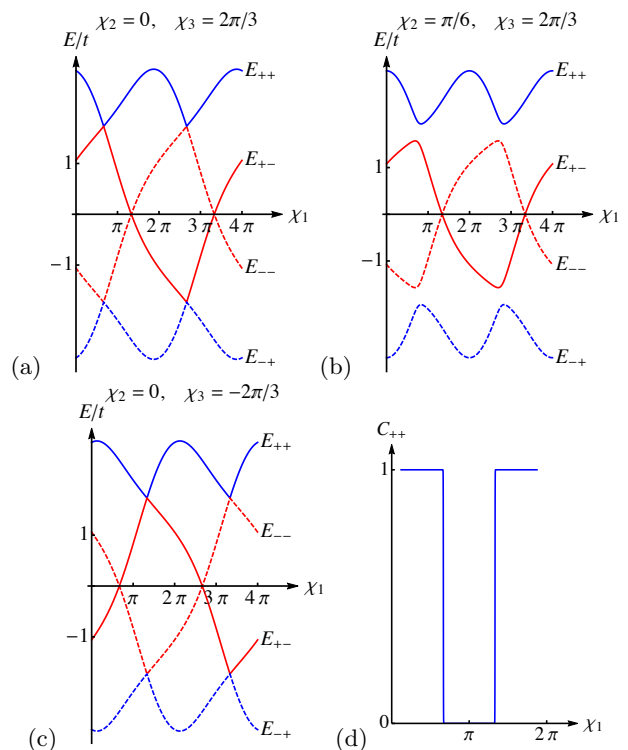 χ₂ = 0, χ₃ = 2π/3
E/t
1
−1
π 2π 3π 4π
χ₁
E₊₊
E₊₋
E₋₋
E₋₊
(a)
χ₂ = π/6, χ₃ = 2π/3
E/t
1
−1
π 2π 3π 4π
χ₁
E₊₊
E₊₋
E₋₋
E₋₊
(b)
χ₂ = 0, χ₃ = −2π/3
E/t
1
−1
π 2π 3π 4π
χ₁
E₊₊
E₋₋
E₊₋
E₋₊
(c)
C₊₊
1
0
π 2π
χ₁
(d)